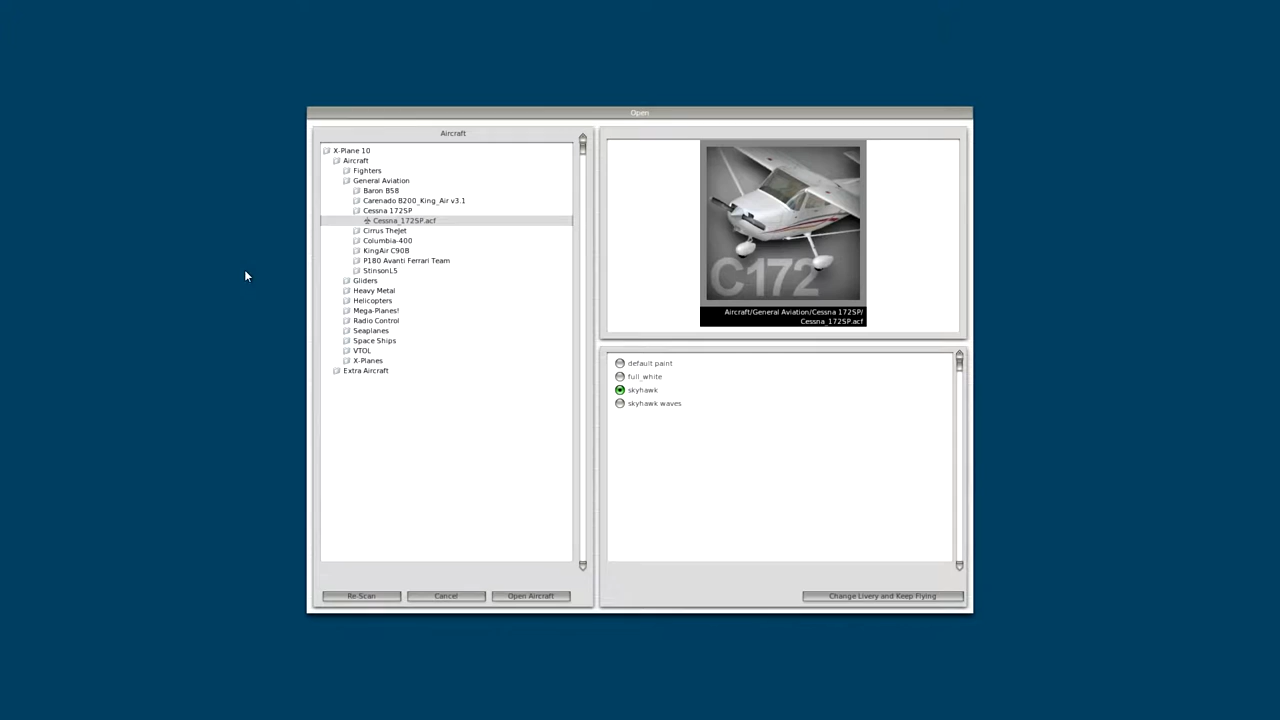 Open
Aircraft
X-Plane 10
Aircraft
Fighters
General Aviation
Baron B58
Carenado B200_King_Air v3.1
Cessna 172SP
Cessna_172SP.acf
Cirrus TheJet
Columbia-400
KingAir C90B
P180 Avanti Ferrari Team
StinsonL5
Gliders
Heavy Metal
Helicopters
Mega-Planes!
Radio Control
Seaplanes
Space Ships
VTOL
X-Planes
Extra Aircraft
Re-Scan
Cancel
Open Aircraft
C172
Aircraft/General Aviation/Cessna 172SP/
Cessna_172SP.acf
default paint
full_white
skyhawk
skyhawk waves
Change Livery and Keep Flying